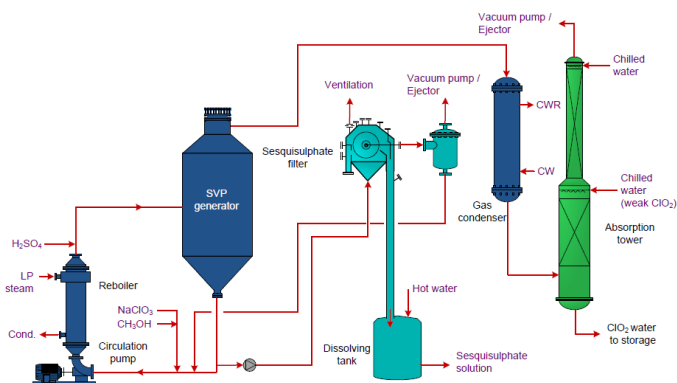 Vacuum pump /
Ejector
Chilled
water
Ventilation
Vacuum pump /
Ejector
CWR
Sesquisulphate
filter
SVP
generator
CW
Chilled
water
(weak ClO₂)
Gas
condenser
Absorption
tower
H₂SO₄
LP
steam
Reboiler
NaClO₃
CH₃OH
Hot water
Cond.
Circulation
pump
Dissolving
tank
Sesquisulphate
solution
ClO₂ water
to storage